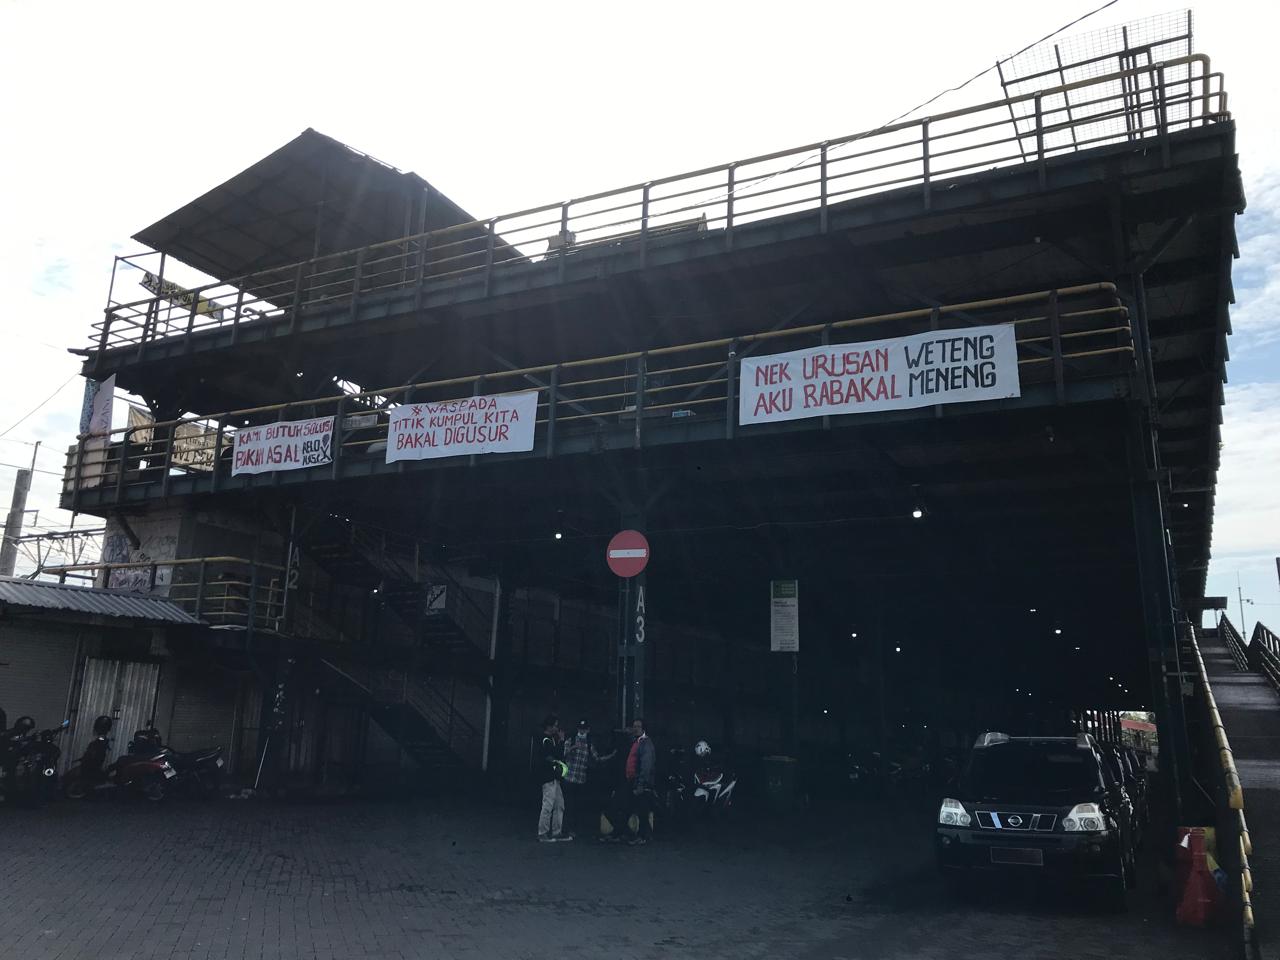 KAMI BUTUH SOLUSI
BUKAN ASAL
RELOKASI
# WASPADA
TITIK KUMPUL KITA
BAKAL DIGUSUR
NEK URUSAN WETENG
AKU RABAKAL MENENG
A2
A3